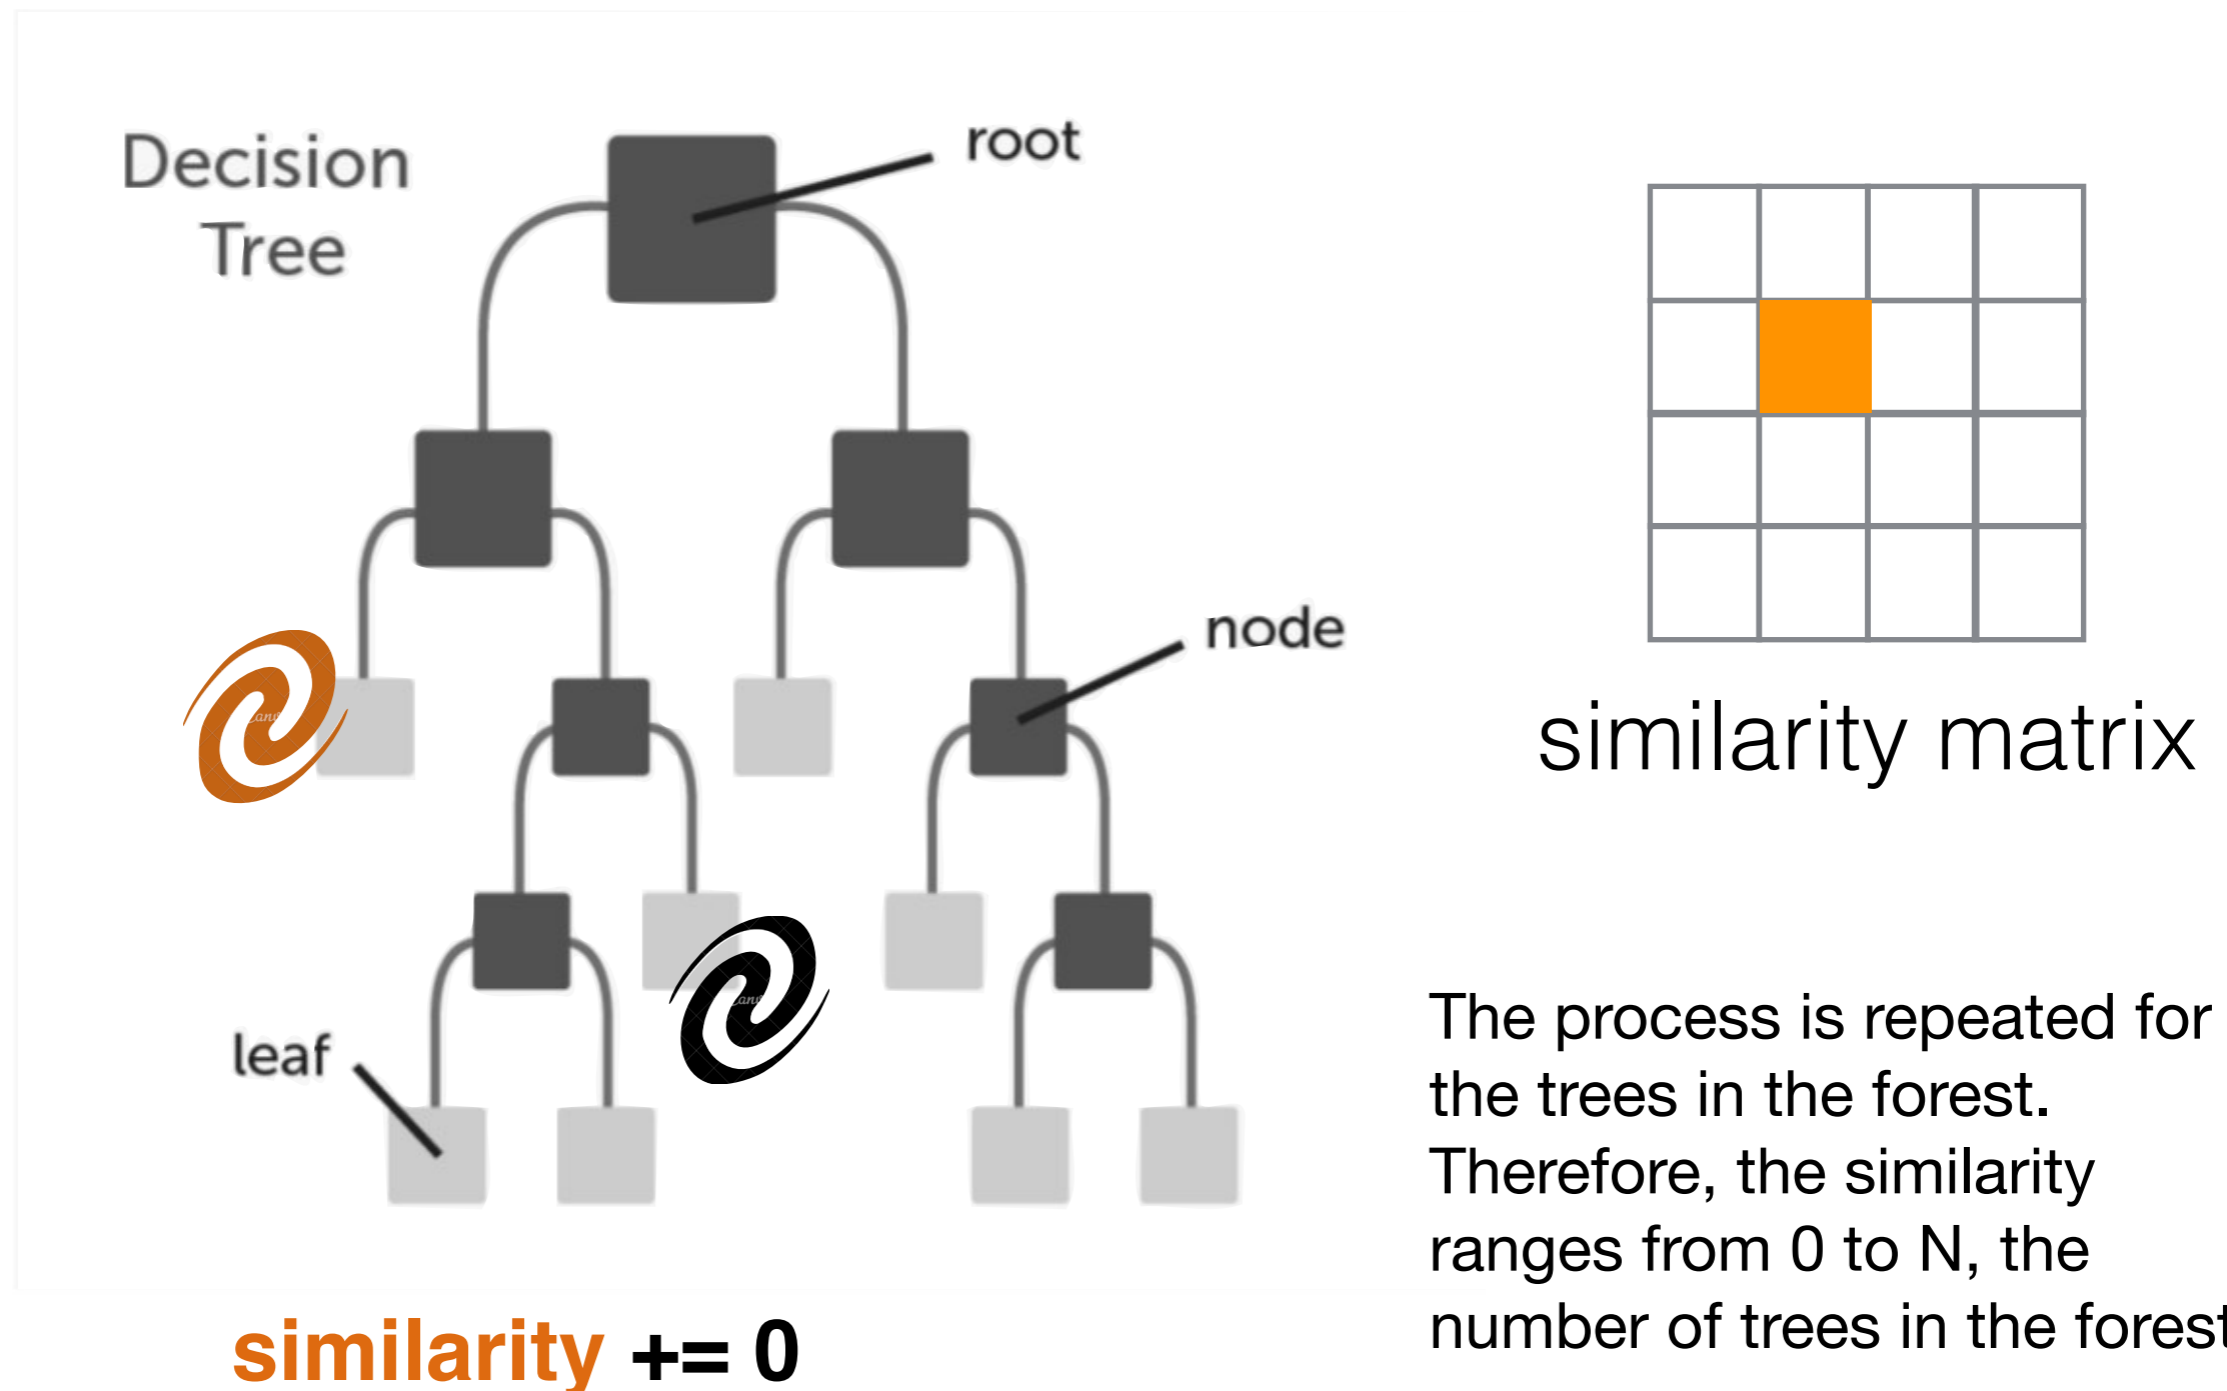 Decision
Tree
root
node
leaf
similarity += 0
similarity matrix
The process is repeated for
the trees in the forest.
Therefore, the similarity
ranges from 0 to N, the
number of trees in the forest